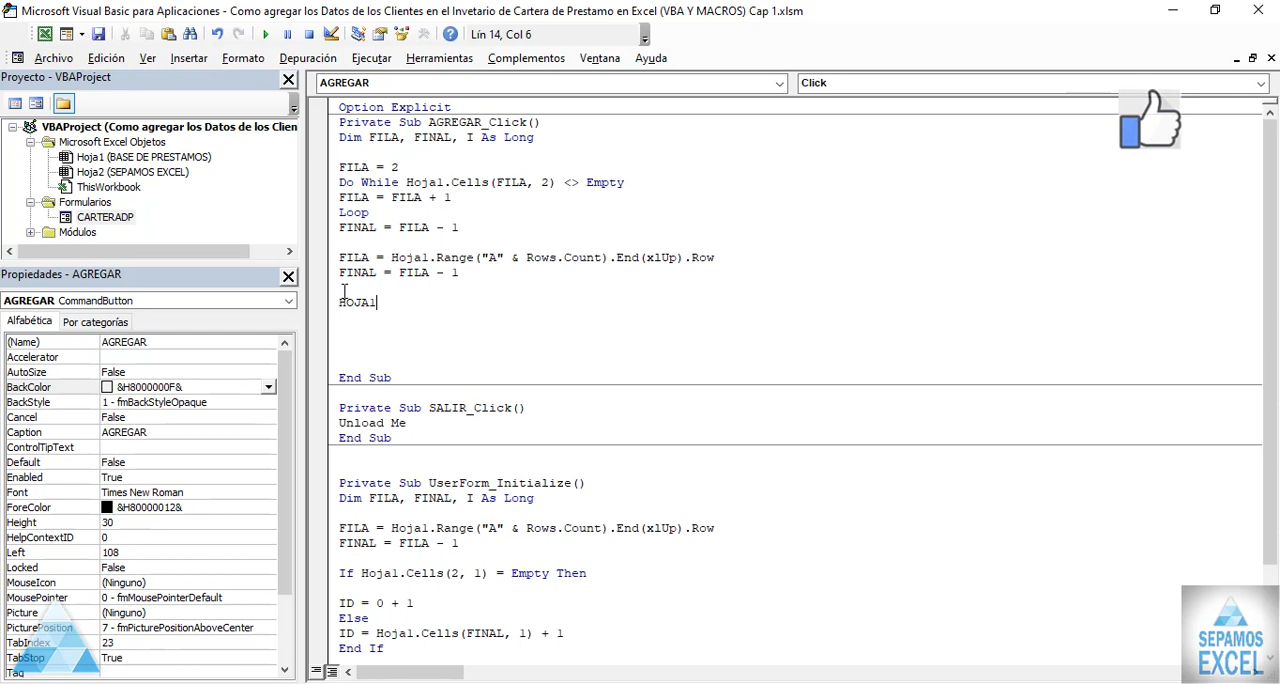 Microsoft Visual Basic para Aplicaciones - Como agregar los Datos de los Clientes en el Invetario de Cartera de Prestamo en Excel (VBA Y MACROS) Cap 1.xlsm
Lín 14, Col 6
Archivo Edición Ver Insertar Formato Depuración Ejecutar Herramientas Complementos Ventana Ayuda
Proyecto - VBAProject
VBAProject (Como agregar los Datos de los Clien
Microsoft Excel Objetos
Hoja1 (BASE DE PRESTAMOS)
Hoja2 (SEPAMOS EXCEL)
ThisWorkbook
Formularios
CARTERADP
Módulos
Propiedades - AGREGAR
AGREGAR CommandButton
Alfabética Por categorías
(Name) AGREGAR
Accelerator
AutoSize False
BackColor &H8000000F&
BackStyle 1 - fmBackStyleOpaque
Cancel False
Caption AGREGAR
ControlTipText
Default False
Enabled True
Font Times New Roman
ForeColor &H80000012&
Height 30
HelpContextID 0
Left 108
Locked False
MouseIcon (Ninguno)
MousePointer 0 - fmMousePointerDefault
Picture (Ninguno)
PicturePosition 7 - fmPicturePositionAboveCenter
TabIndex 23
TabStop True
Tag
AGREGAR Click
Option Explicit
Private Sub AGREGAR_Click()
Dim FILA, FINAL, I As Long
FILA = 2
Do While Hoja1.Cells(FILA, 2) <> Empty
FILA = FILA + 1
Loop
FINAL = FILA - 1
FILA = Hoja1.Range("A" & Rows.Count).End(xlUp).Row
FINAL = FILA - 1
HOJA1
End Sub
Private Sub SALIR_Click()
Unload Me
End Sub
Private Sub UserForm_Initialize()
Dim FILA, FINAL, I As Long
FILA = Hoja1.Range("A" & Rows.Count).End(xlUp).Row
FINAL = FILA - 1
If Hoja1.Cells(2, 1) = Empty Then
ID = 0 + 1
Else
ID = Hoja1.Cells(FINAL, 1) + 1
End If
SEPAMOS
EXCEL